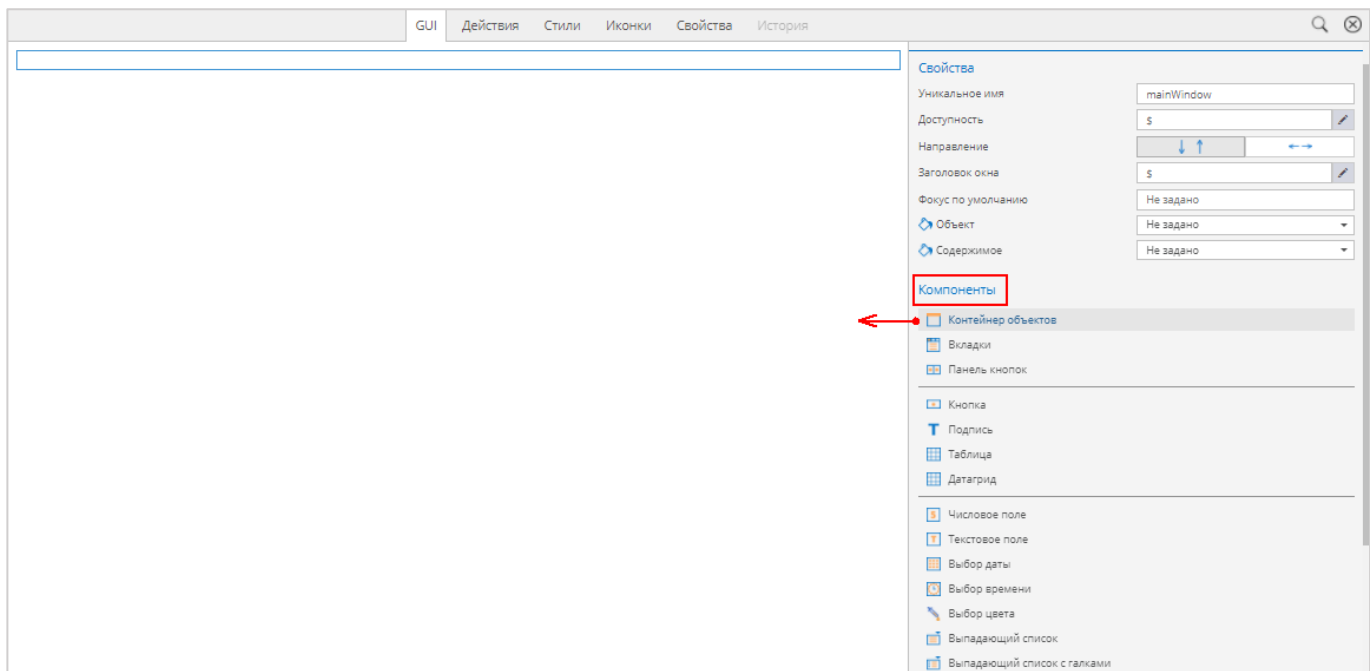 GUI Действия Стили Иконки Свойства История
Свойства
Уникальное имя mainWindow
Доступность $
Направление
Заголовок окна $
Фокус по умолчанию Не задано
Объект Не задано
Содержимое Не задано
Компоненты
Контейнер объектов
Вкладки
Панель кнопок
Кнопка
Подпись
Таблица
Датагрид
Числовое поле
Текстовое поле
Выбор даты
Выбор времени
Выбор цвета
Выпадающий список
Выпадающий список с галками